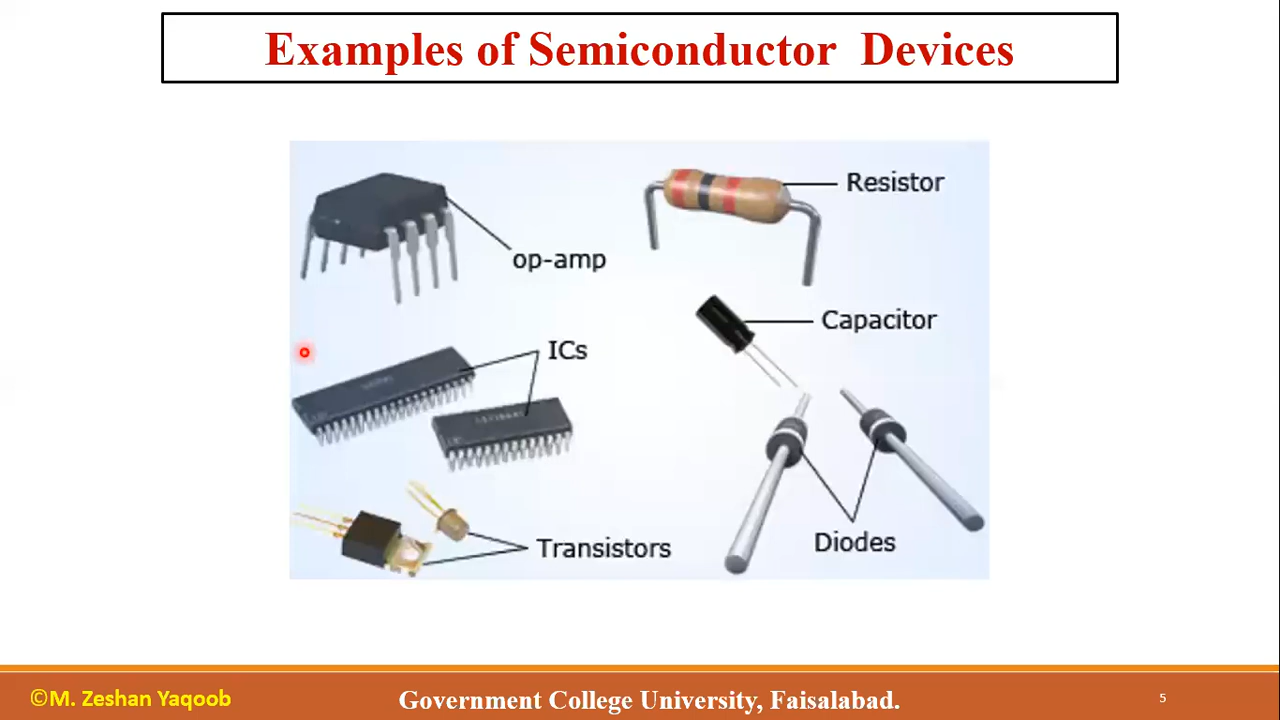 Examples of Semiconductor Devices
Resistor
op-amp
Capacitor
ICs
Diodes
Transistors
©M. Zeshan Yaqoob
Government College University, Faisalabad.
5